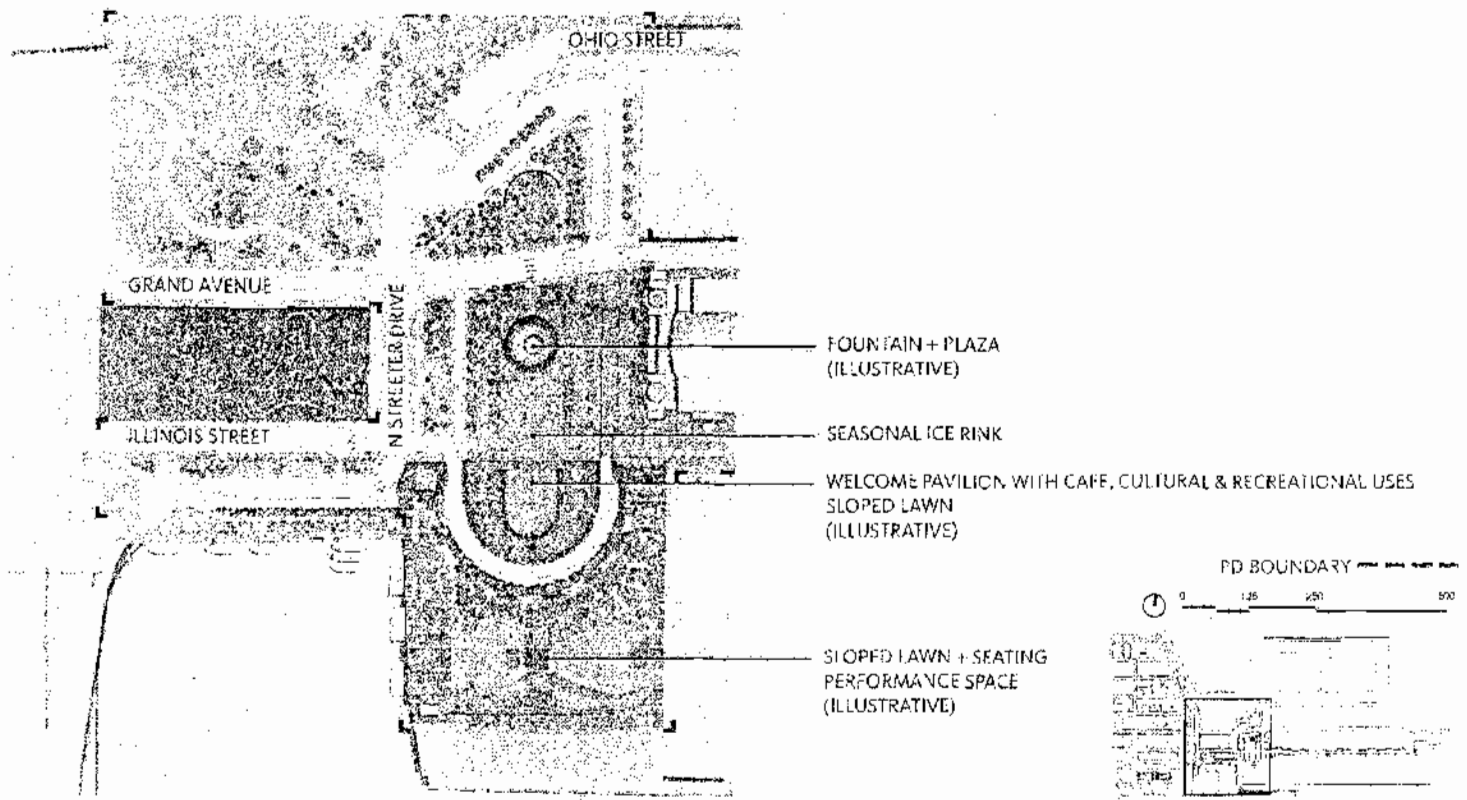 OHIO STREET
GRAND AVENUE
N STREETER DRIVE
ILLINOIS STREET
FOUNTAIN + PLAZA
(ILLUSTRATIVE)
SEASONAL ICE RINK
WELCOME PAVILION WITH CAFE, CULTURAL & RECREATIONAL USES
SLOPED LAWN
(ILLUSTRATIVE)
SLOPED LAWN + SEATING
PERFORMANCE SPACE
(ILLUSTRATIVE)
PD BOUNDARY
0 125 250 500